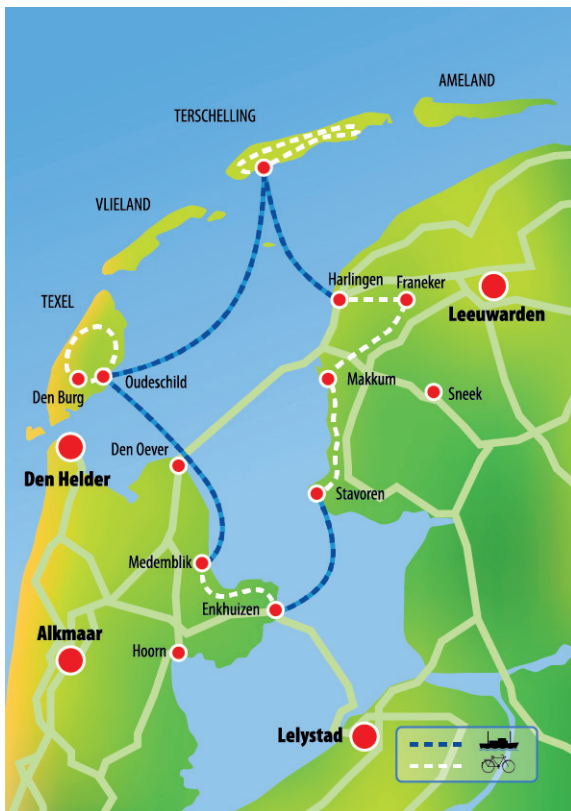 AMELAND
TERSCHELLING
VLIELAND
TEXEL
Harlingen
Franeker
Leeuwarden
Den Burg
Oudeschild
Makkum
Sneek
Den Oever
Den Helder
Stavoren
Medemblik
Enkhuizen
Alkmaar
Hoorn
Lelystad